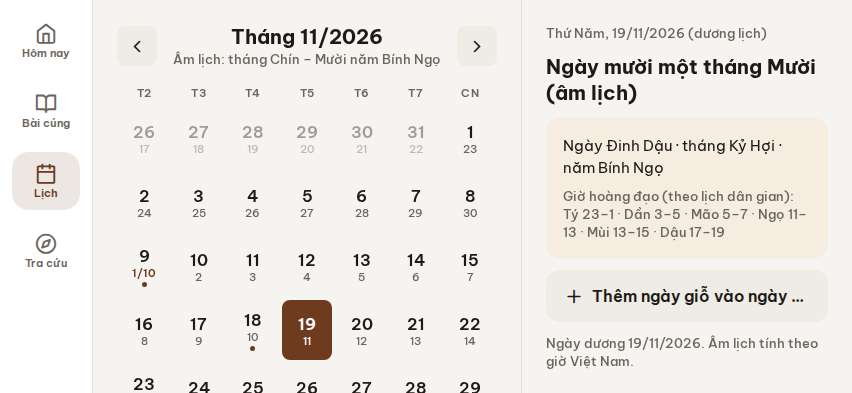 Hôm nay
Bài cúng
Lịch
Tra cứu
Tháng 11/2026
Âm lịch: tháng Chín – Mười năm Bính Ngọ
T2 T3 T4 T5 T6 T7 CN
26 27 28 29 30 31 1
17 18 19 20 21 22 23
2 3 4 5 6 7 8
24 25 26 27 28 29 30
9 10 11 12 13 14 15
1/10 2 3 4 5 6 7
16 17 18 19 20 21 22
8 9 10 11 12 13 14
23 24 25 26 27 28 29
Thứ Năm, 19/11/2026 (dương lịch)
Ngày mười một tháng Mười
(âm lịch)
Ngày Đinh Dậu · tháng Kỷ Hợi ·
năm Bính Ngọ
Giờ hoàng đạo (theo lịch dân gian):
Tý 23–1 · Dần 3–5 · Mão 5–7 · Ngọ 11–
13 · Mùi 13–15 · Dậu 17–19
Thêm ngày giỗ vào ngày ...
Ngày dương 19/11/2026. Âm lịch tính theo
giờ Việt Nam.